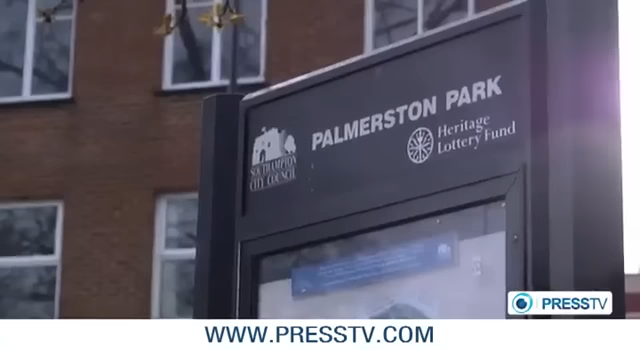 PALMERSTON PARK
SOUTHAMPTON
CITY COUNCIL
Heritage
Lottery Fund
PRESSTV
WWW.PRESSTV.COM